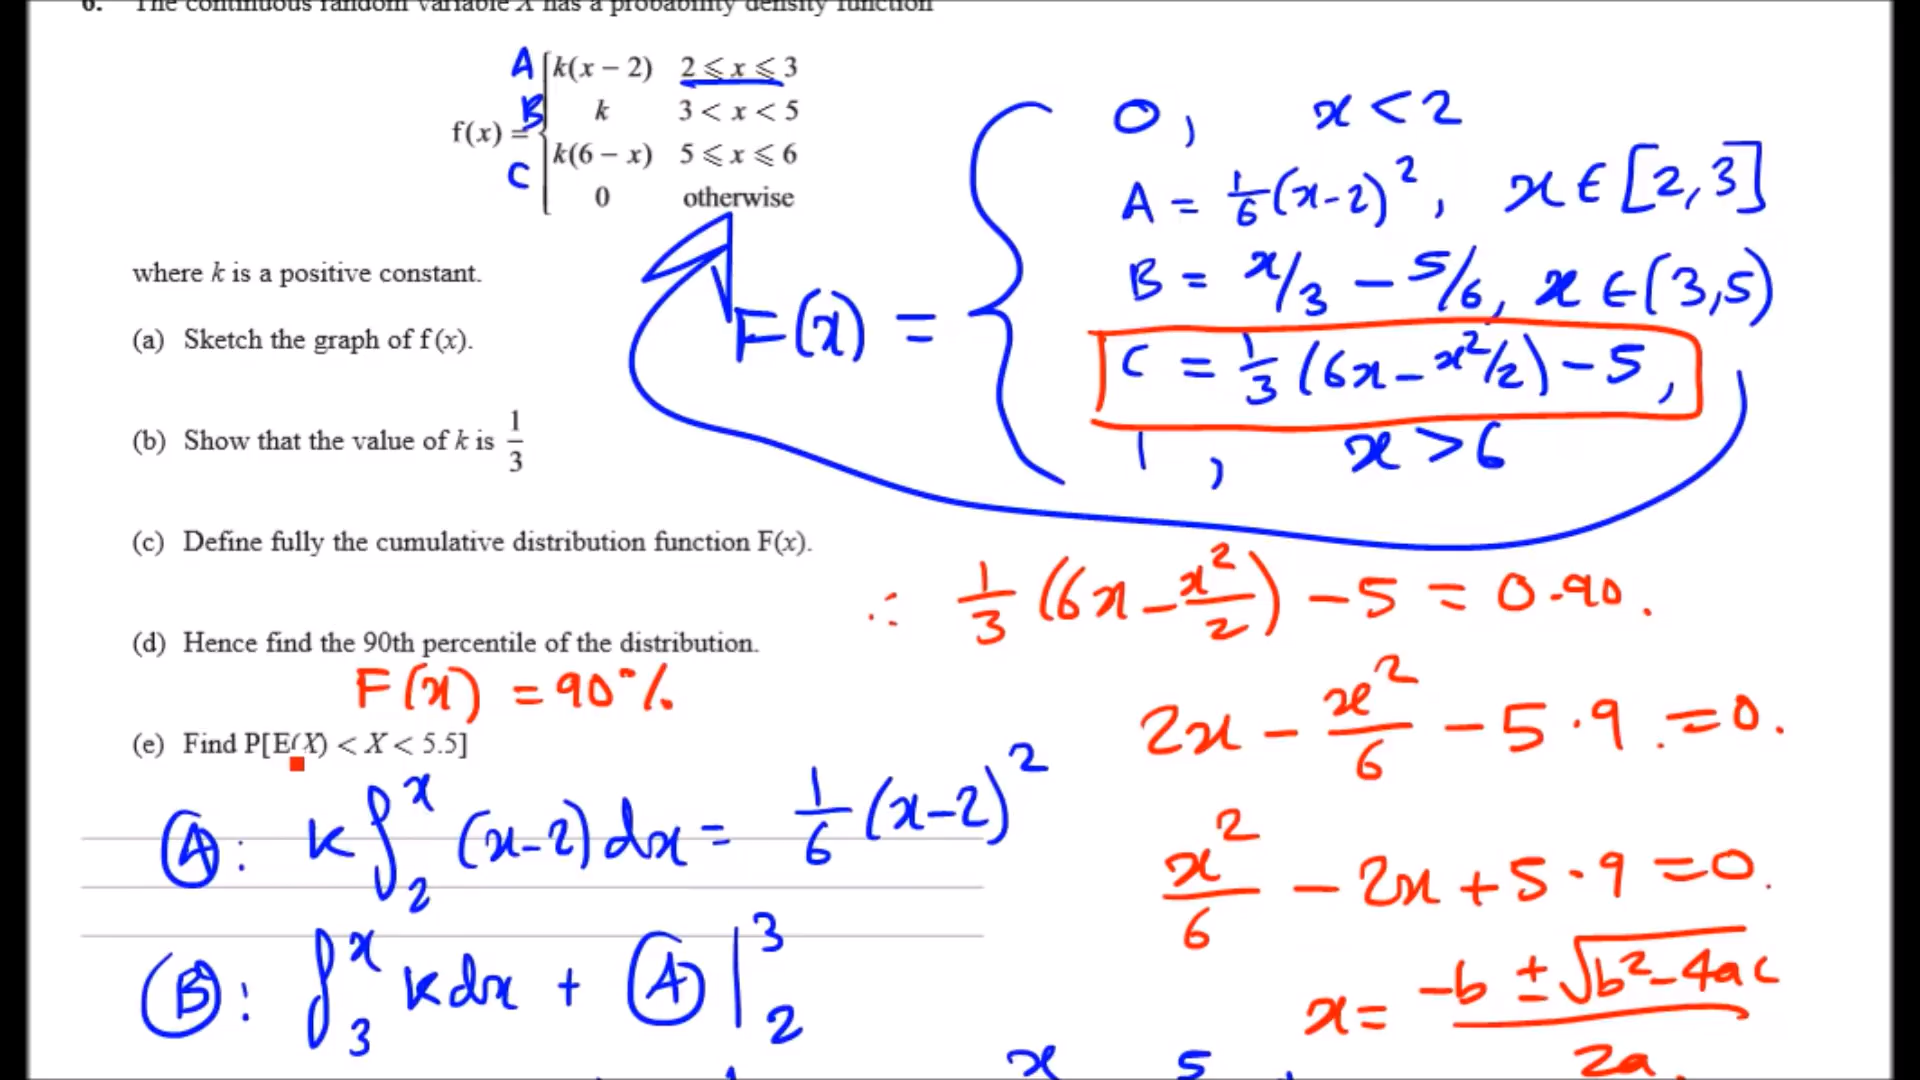 6. The continuous random variable X has a probability density function
A k(x − 2) 2 ⩽ x ⩽ 3
B k 3 < x < 5
f(x) =
C k(6 − x) 5 ⩽ x ⩽ 6
0 otherwise
F(x) =
0, x < 2
A = 1/6 (x-2)², x ∈ [2,3]
B = x/3 - 5/6, x ∈ (3,5)
C = 1/3 (6x - x²/2) - 5,
1, x > 6
where k is a positive constant.
(a) Sketch the graph of f(x).
(b) Show that the value of k is 1/3
(c) Define fully the cumulative distribution function F(x).
∴ 1/3 (6x - x²/2) - 5 = 0.90.
(d) Hence find the 90th percentile of the distribution.
F(x) = 90%
2x - x²/6 - 5.9 = 0.
(e) Find P[E(X) < X < 5.5]
A: k ∫₂ˣ (x-2) dx = 1/6 (x-2)²
x²/6 - 2x + 5.9 = 0.
B: ∫₃ˣ k dx + A |₂³
x = -b ± √b²-4ac / 2a.
x 5